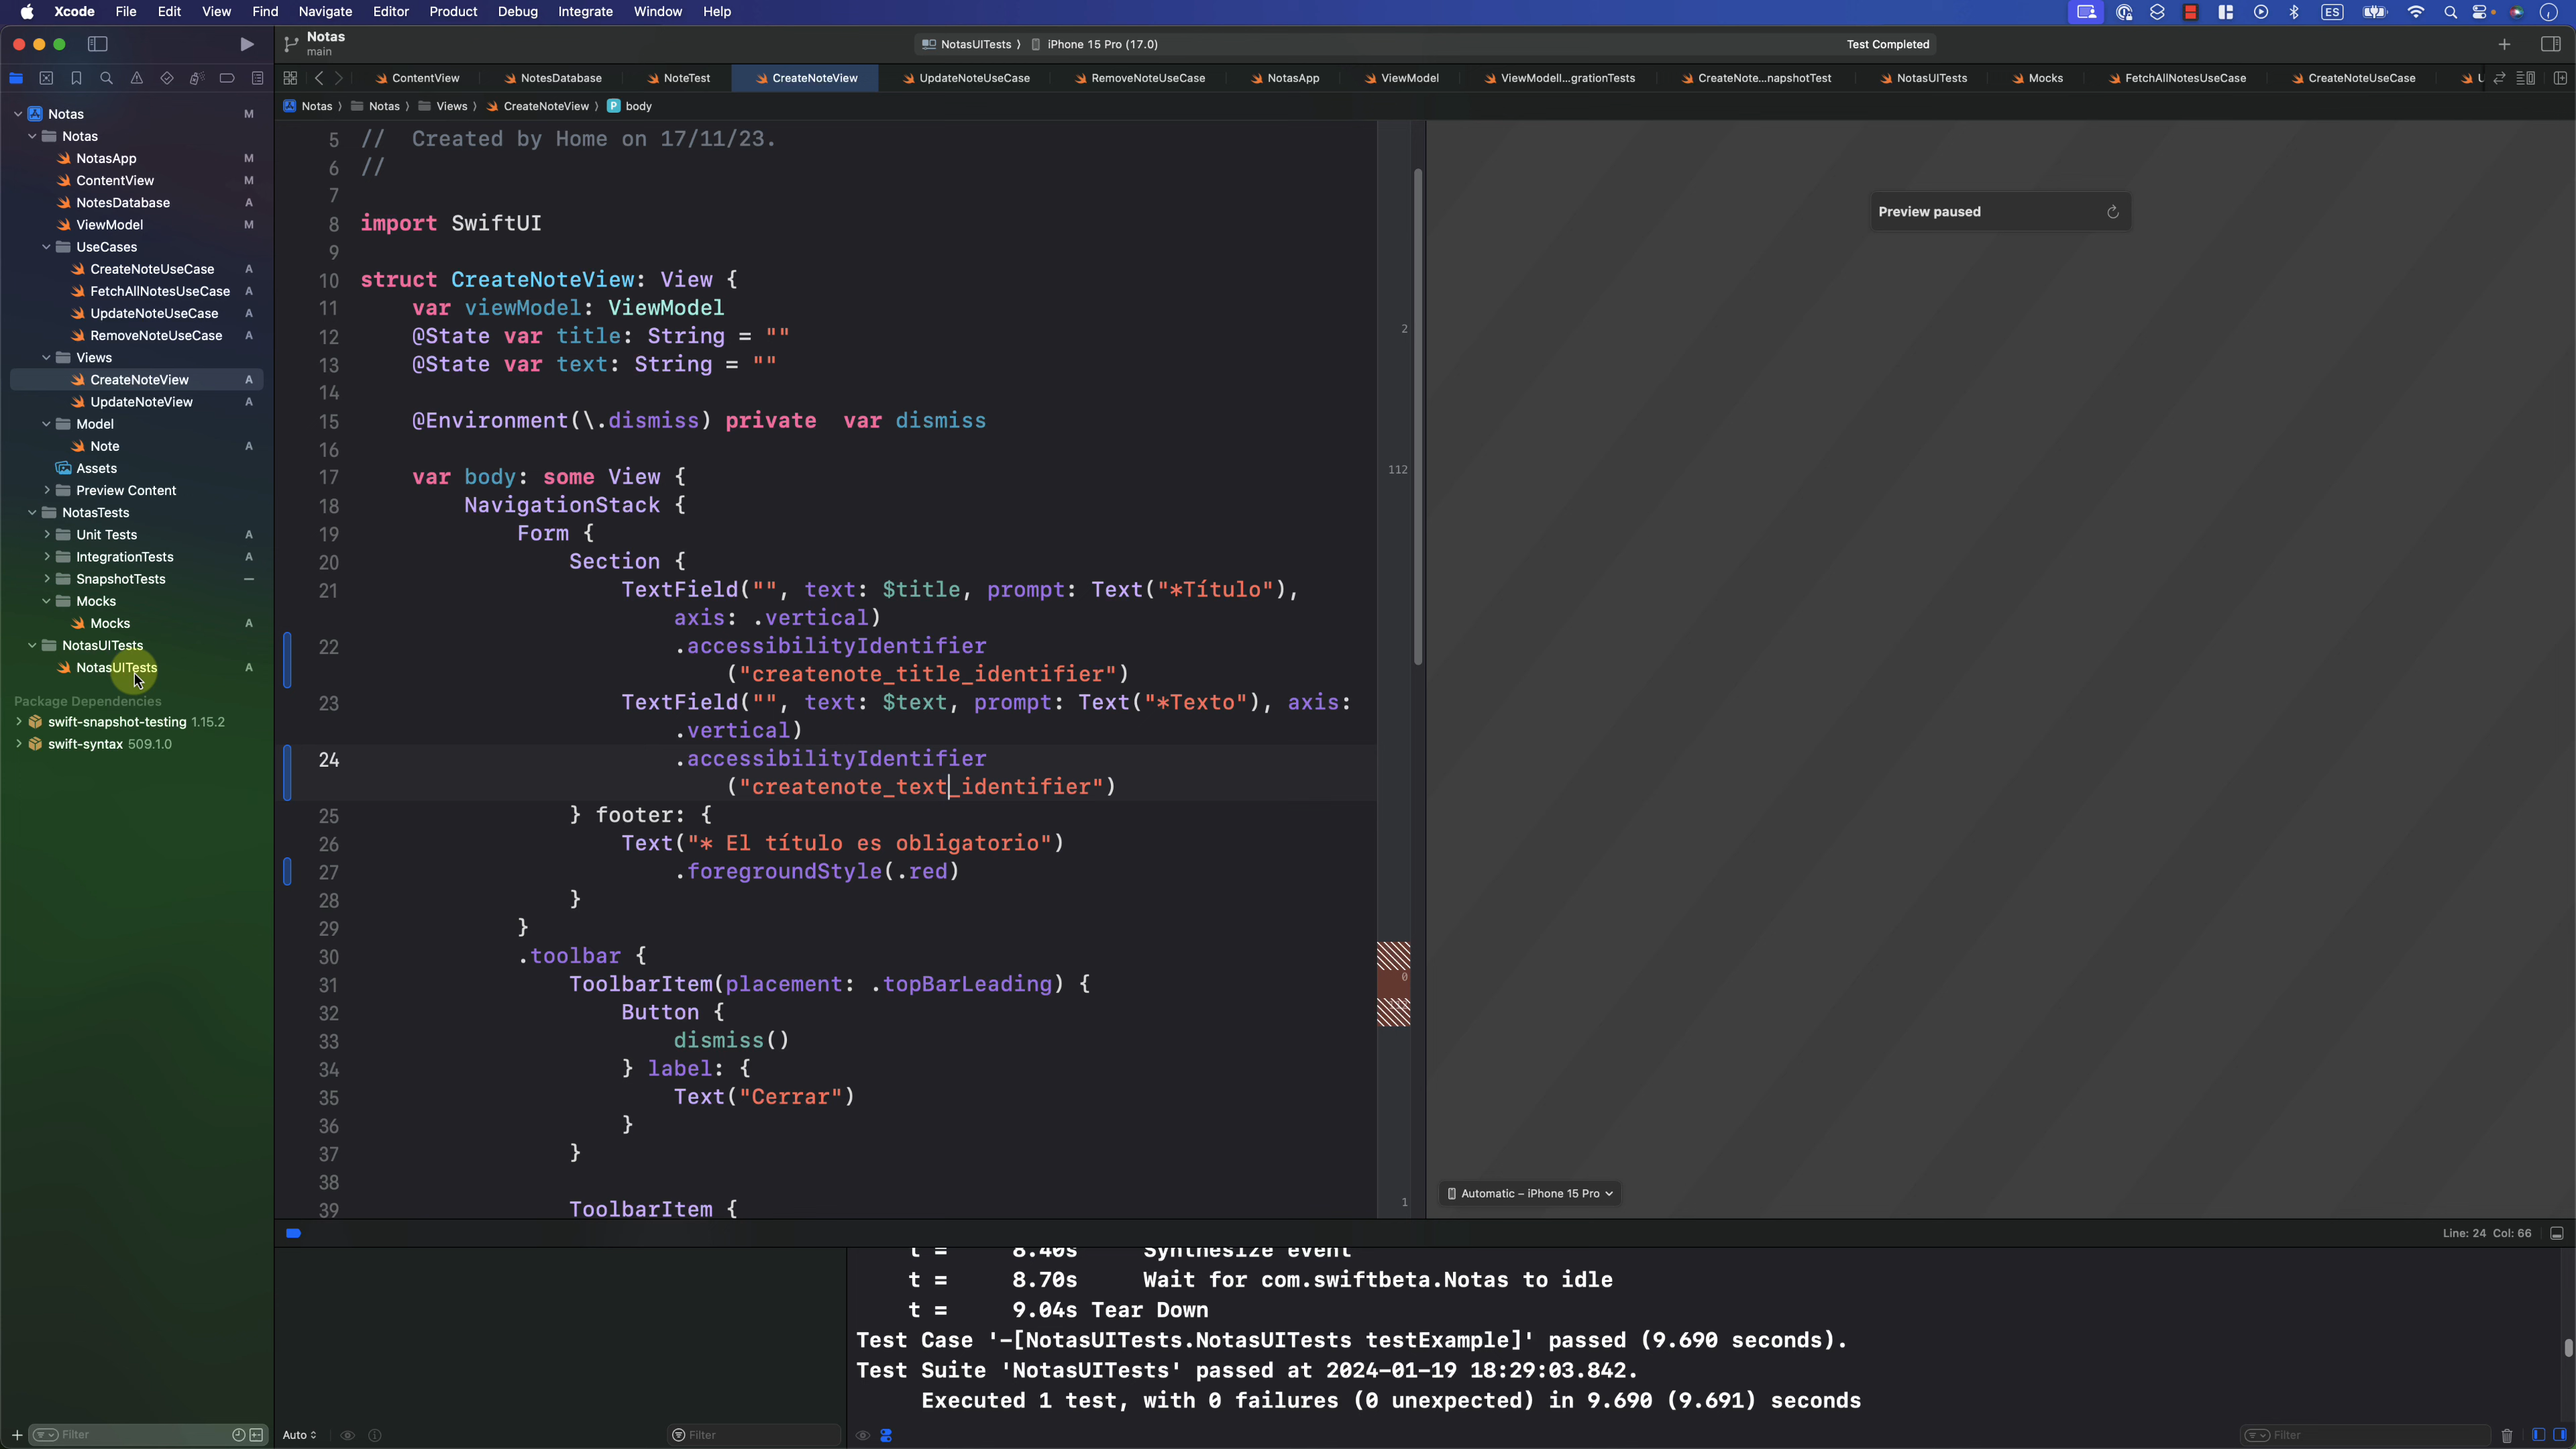 Xcode File Edit View Find Navigate Editor Product Debug Integrate Window Help
ES
Notas
main
NotasUITests 〉 iPhone 15 Pro (17.0)
Test Completed
ContentView NotesDatabase NoteTest CreateNoteView UpdateNoteUseCase RemoveNoteUseCase NotasApp ViewModel ViewModell...grationTests CreateNote...napshotTest NotasUITests Mocks FetchAllNotesUseCase CreateNoteUseCase
Notas 〉 Notas 〉 Views 〉 CreateNoteView 〉 P body
Notas M
Notas
NotasApp M
ContentView M
NotesDatabase A
ViewModel M
UseCases
CreateNoteUseCase A
FetchAllNotesUseCase A
UpdateNoteUseCase A
RemoveNoteUseCase A
Views
CreateNoteView A
UpdateNoteView A
Model
Note A
Assets
Preview Content
NotasTests
Unit Tests A
IntegrationTests A
SnapshotTests –
Mocks
Mocks A
NotasUITests
NotasUITests A
Package Dependencies
swift-snapshot-testing 1.15.2
swift-syntax 509.1.0
Filter
5 //  Created by Home on 17/11/23.
6 //
7
8 import SwiftUI
9
10 struct CreateNoteView: View {
11 var viewModel: ViewModel
12 @State var title: String = ""
13 @State var text: String = ""
14
15 @Environment(\.dismiss) private  var dismiss
16
17 var body: some View {
18 NavigationStack {
19 Form {
20 Section {
21 TextField("", text: $title, prompt: Text("*Título"),
axis: .vertical)
22 .accessibilityIdentifier
("createnote_title_identifier")
23 TextField("", text: $text, prompt: Text("*Texto"), axis:
.vertical)
24 .accessibilityIdentifier
("createnote_text_identifier")
25 } footer: {
26 Text("* El título es obligatorio")
27 .foregroundStyle(.red)
28 }
29 }
30 .toolbar {
31 ToolbarItem(placement: .topBarLeading) {
32 Button {
33 dismiss()
34 } label: {
35 Text("Cerrar")
36 }
37 }
38
39 ToolbarItem {
2
112
0
1
Preview paused
Automatic – iPhone 15 Pro
Line: 24 Col: 66
t = 8.40s Synthesize event
t = 8.70s Wait for com.swiftbeta.Notas to idle
t = 9.04s Tear Down
Test Case '-[NotasUITests.NotasUITests testExample]' passed (9.690 seconds).
Test Suite 'NotasUITests' passed at 2024-01-19 18:29:03.842.
Executed 1 test, with 0 failures (0 unexpected) in 9.690 (9.691) seconds
Auto
Filter
Filter